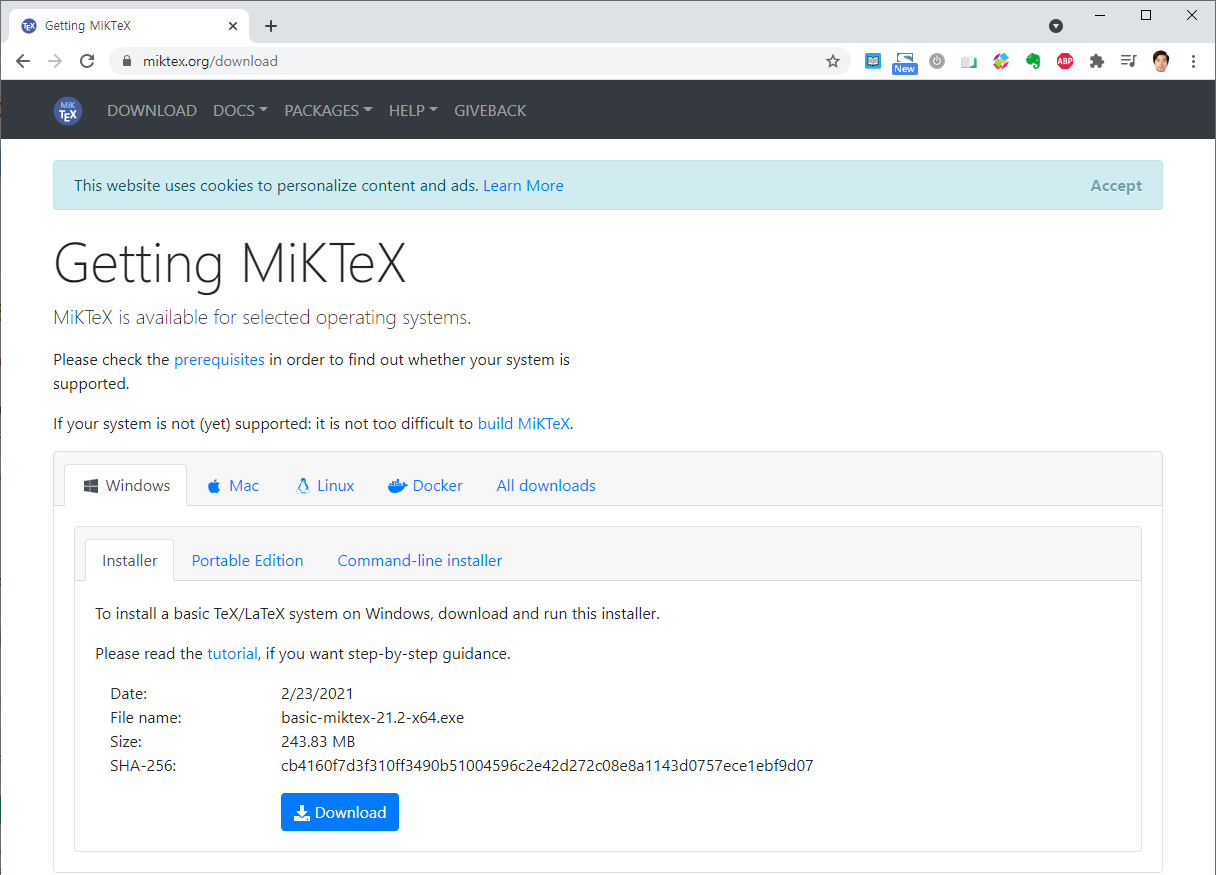 Getting MiKTeX
miktex.org/download
New
ABP
MiK TEX DOWNLOAD DOCS PACKAGES HELP GIVEBACK
This website uses cookies to personalize content and ads. Learn More Accept
Getting MiKTeX
MiKTeX is available for selected operating systems.
Please check the prerequisites in order to find out whether your system is
supported.
If your system is not (yet) supported: it is not too difficult to build MiKTeX.
Windows Mac Linux Docker All downloads
Installer Portable Edition Command-line installer
To install a basic TeX/LaTeX system on Windows, download and run this installer.
Please read the tutorial, if you want step-by-step guidance.
Date: 2/23/2021
File name: basic-miktex-21.2-x64.exe
Size: 243.83 MB
SHA-256: cb4160f7d3f310ff3490b51004596c2e42d272c08e8a1143d0757ece1ebf9d07
Download